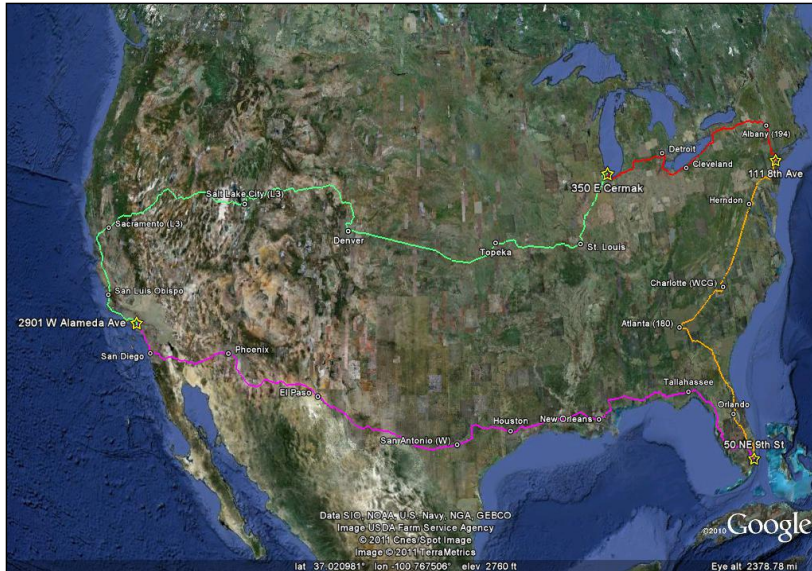 Albany (194)
Detroit
Cleveland
111 8th Ave
350 E Cermak
Salt Lake City (L3)
Herndon
Sacramento (L3)
Denver
Topeka
St. Louis
San Luis Obispo
Charlotte (WCG)
2901 W Alameda Ave
Atlanta (180)
San Diego
Phoenix
Tallahassee
El Paso
Orlando
Houston
New Orleans
San Antonio (W)
50 NE 9th St
Data SIO, NOAA, U.S. Navy, NGA, GEBCO
Image USDA Farm Service Agency
© 2011 Cnes/Spot Image
Image © 2011 TerraMetrics
©2010 Google
lat 37.020981° lon -100.767506° elev 2760 ft
Eye alt 2378.78 mi